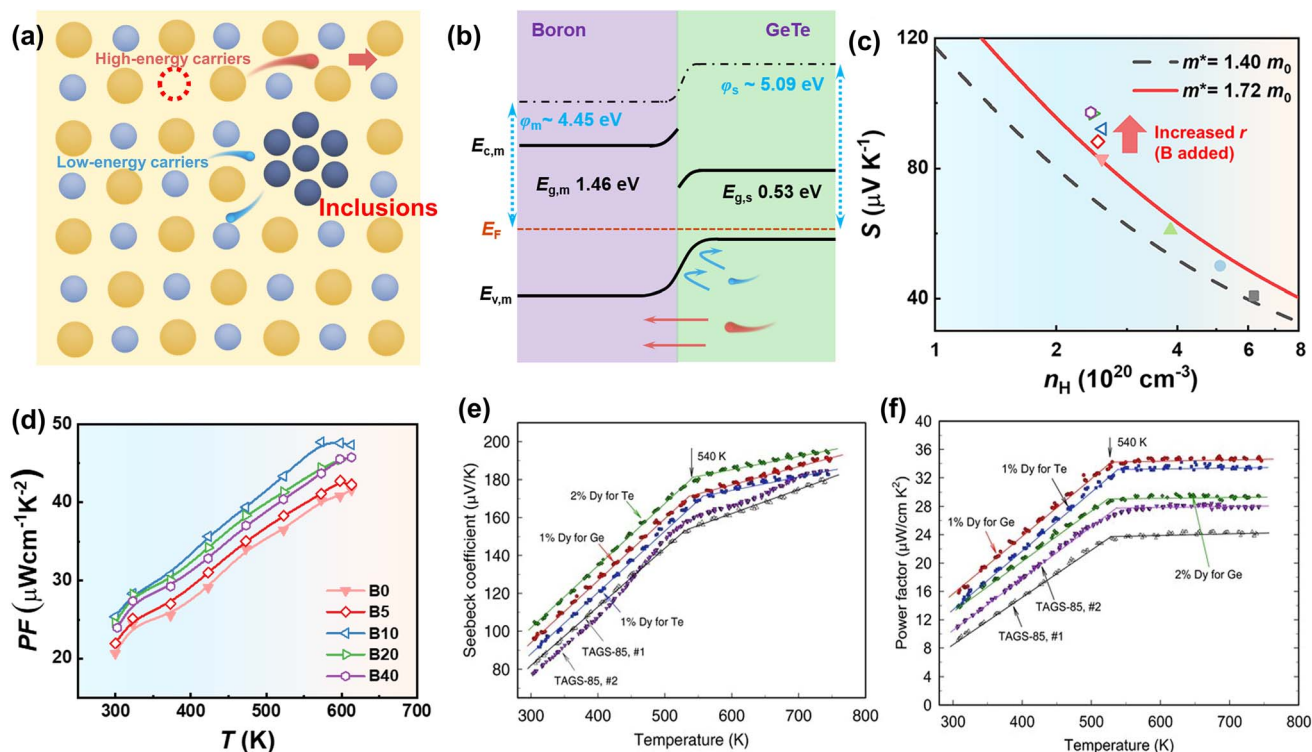 (a)
High-energy carriers
Low-energy carriers
Inclusions
(b)
Boron
GeTe
φm~ 4.45 eV
φs ~ 5.09 eV
Ec,m
Eg,m 1.46 eV
Eg,s 0.53 eV
EF
Ev,m
(c)
120
80
40
S (μV K-1)
m*= 1.40 m0
m*= 1.72 m0
Increased r
(B added)
1
2
4
6
8
nH (10^20 cm-3)
(d)
50
40
30
20
PF (μWcm-1K-2)
B0
B5
B10
B20
B40
300
400
500
600
700
T (K)
(e)
200
180
160
140
120
100
80
Seebeck coefficient (μV/K)
540 K
2% Dy for Te
1% Dy for Ge
1% Dy for Te
TAGS-85, #1
TAGS-85, #2
300
400
500
600
700
800
Temperature (K)
(f)
40
36
32
28
24
20
16
12
8
4
0
Power factor (μW/cm K2)
540 K
1% Dy for Te
1% Dy for Ge
2% Dy for Ge
TAGS-85, #2
TAGS-85, #1
300
400
500
600
700
800
Temperature (K)